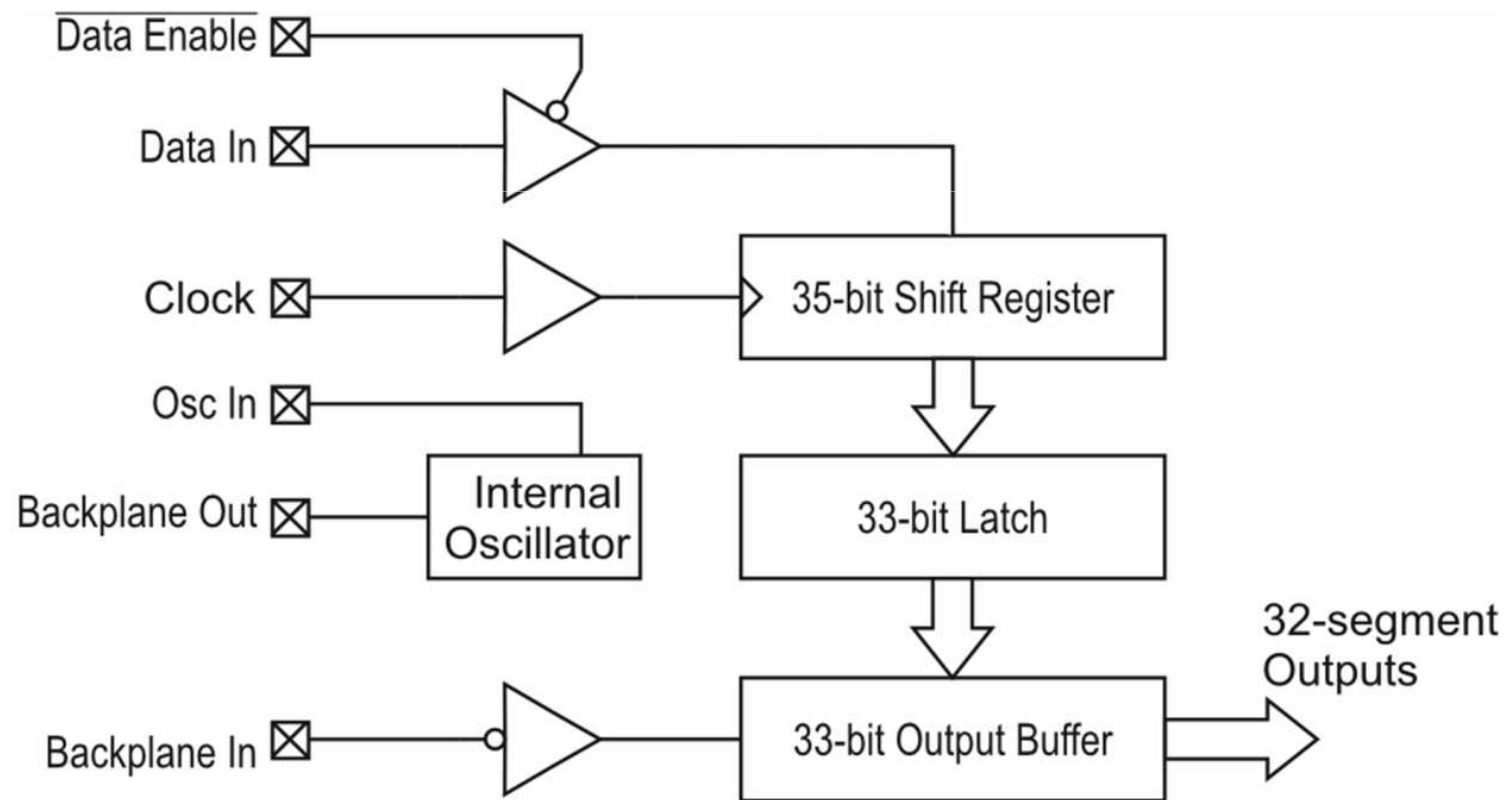 Data Enable
Data In
Clock
35-bit Shift Register
Osc In
Internal
Oscillator
Backplane Out
33-bit Latch
32-segment
Outputs
Backplane In
33-bit Output Buffer